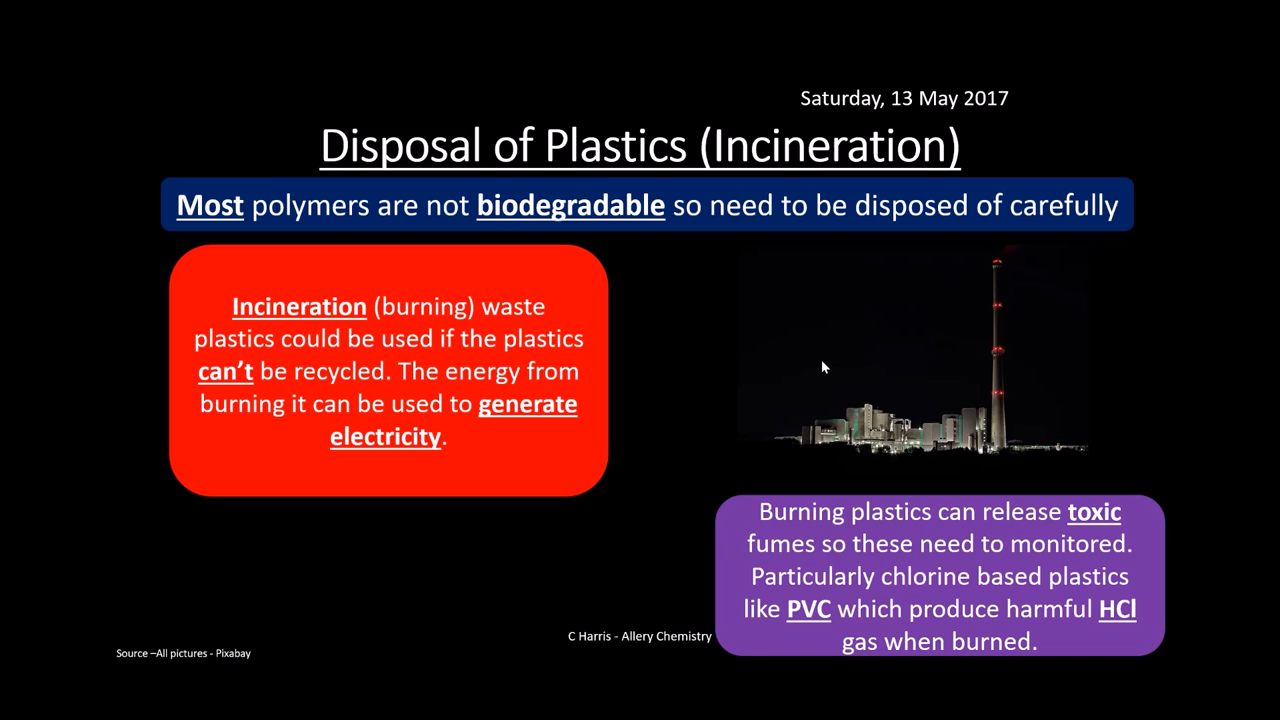 Saturday, 13 May 2017
Disposal of Plastics (Incineration)
Most polymers are not biodegradable so need to be disposed of carefully
Incineration (burning) waste
plastics could be used if the plastics
can't be recycled. The energy from
burning it can be used to generate
electricity.
Burning plastics can release toxic
fumes so these need to monitored.
Particularly chlorine based plastics
like PVC which produce harmful HCl
gas when burned.
C Harris - Allery Chemistry
Source –All pictures - Pixabay